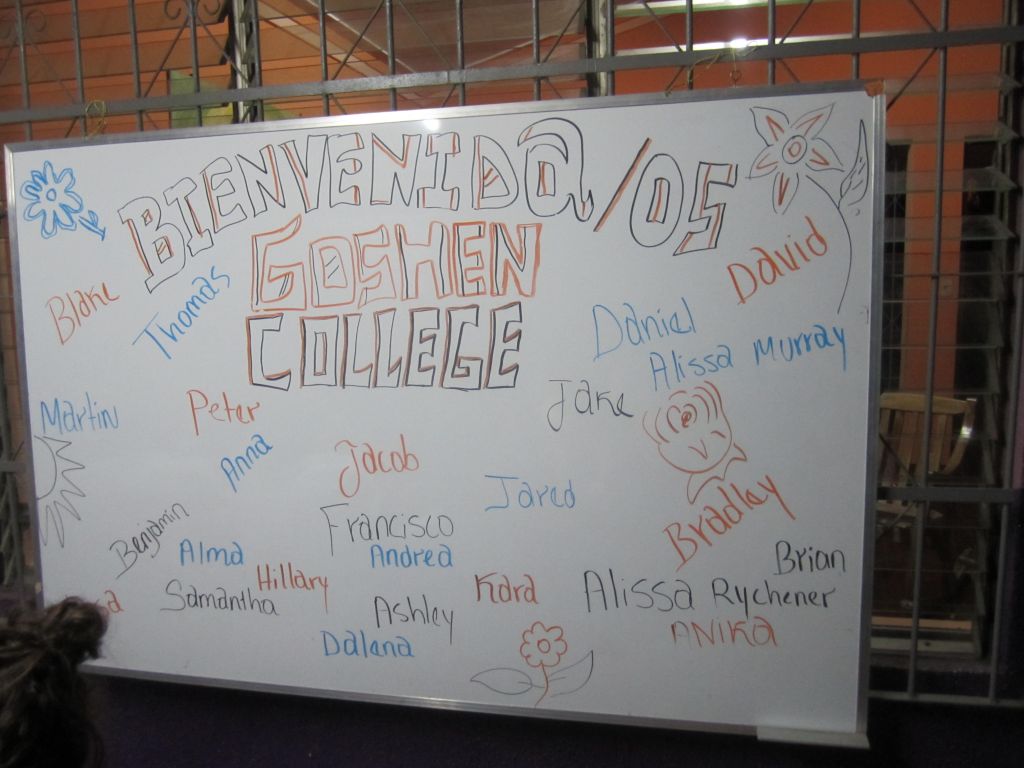 BIENVENID@/OS
GOSHEN
COLLEGE
David
Blake
Thomas
Daniel
Alissa Murray
Martin
Peter
Jake
Anna
Jacob
Jared
Bradley
Benjamin
Francisco
Alma
Andrea
Brian
Hillary
Samantha
Ashley
Kara
Alissa Rychener
ANIKA
Dalana